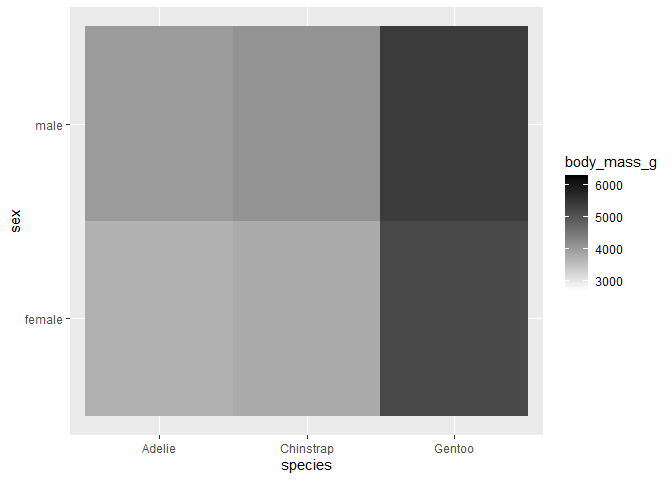 body_mass_g
6000
5000
4000
3000
sex
male
female
Adelie Chinstrap Gentoo
species